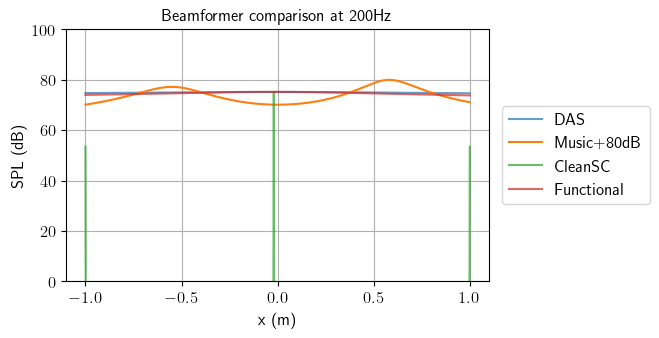 Beamformer comparison at 200Hz
100
80
60
40
20
0
SPL (dB)
−1.0
−0.5
0.0
0.5
1.0
x (m)
DAS
Music+80dB
CleanSC
Functional